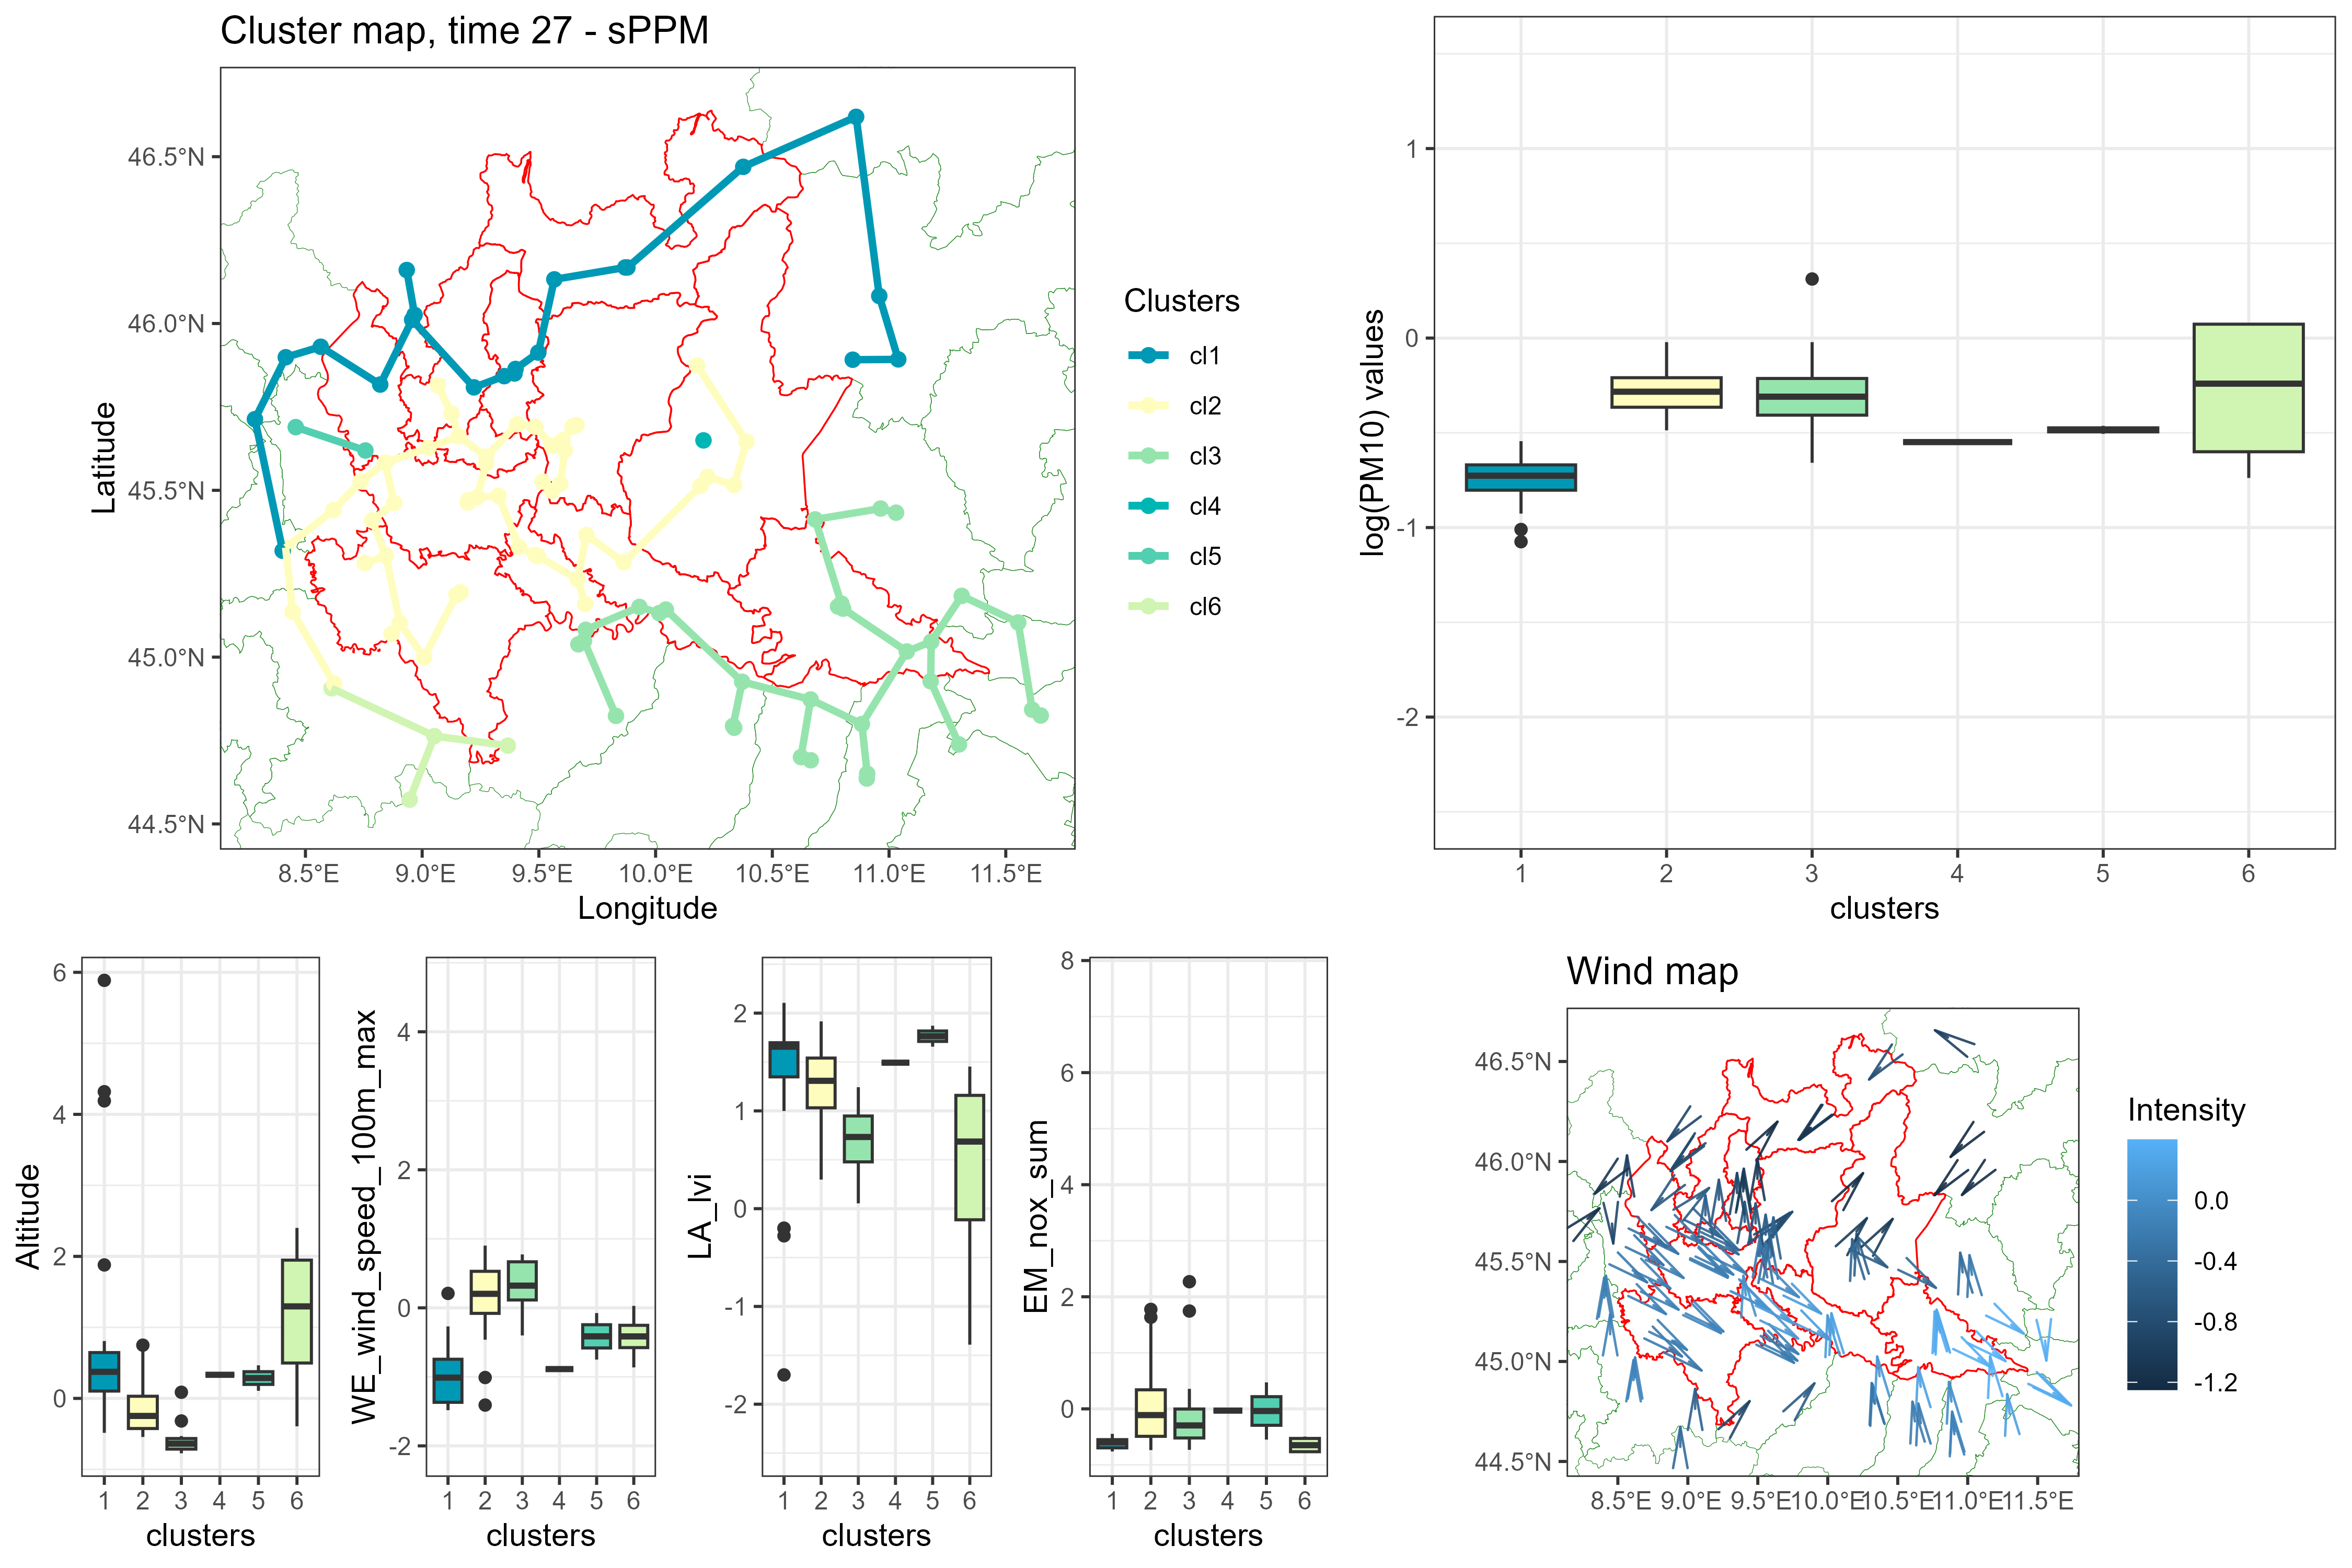 Cluster map, time 27 - sPPM
46.5°N
46.0°N
45.5°N
45.0°N
44.5°N
Latitude
8.5°E 9.0°E 9.5°E 10.0°E 10.5°E 11.0°E 11.5°E
Longitude
Clusters
cl1
cl2
cl3
cl4
cl5
cl6
log(PM10) values
1
0
-1
-2
1 2 3 4 5 6
clusters
Altitude
6
4
2
0
1 2 3 4 5 6
clusters
WE_wind_speed_100m_max
4
2
0
-2
1 2 3 4 5 6
clusters
LA_lvi
2
1
0
-1
-2
1 2 3 4 5 6
clusters
EM_nox_sum
8
6
4
2
0
1 2 3 4 5 6
clusters
Wind map
46.5°N
46.0°N
45.5°N
45.0°N
44.5°N
8.5°E 9.0°E 9.5°E 10.0°E 10.5°E 11.0°E 11.5°E
Intensity
0.0
-0.4
-0.8
-1.2